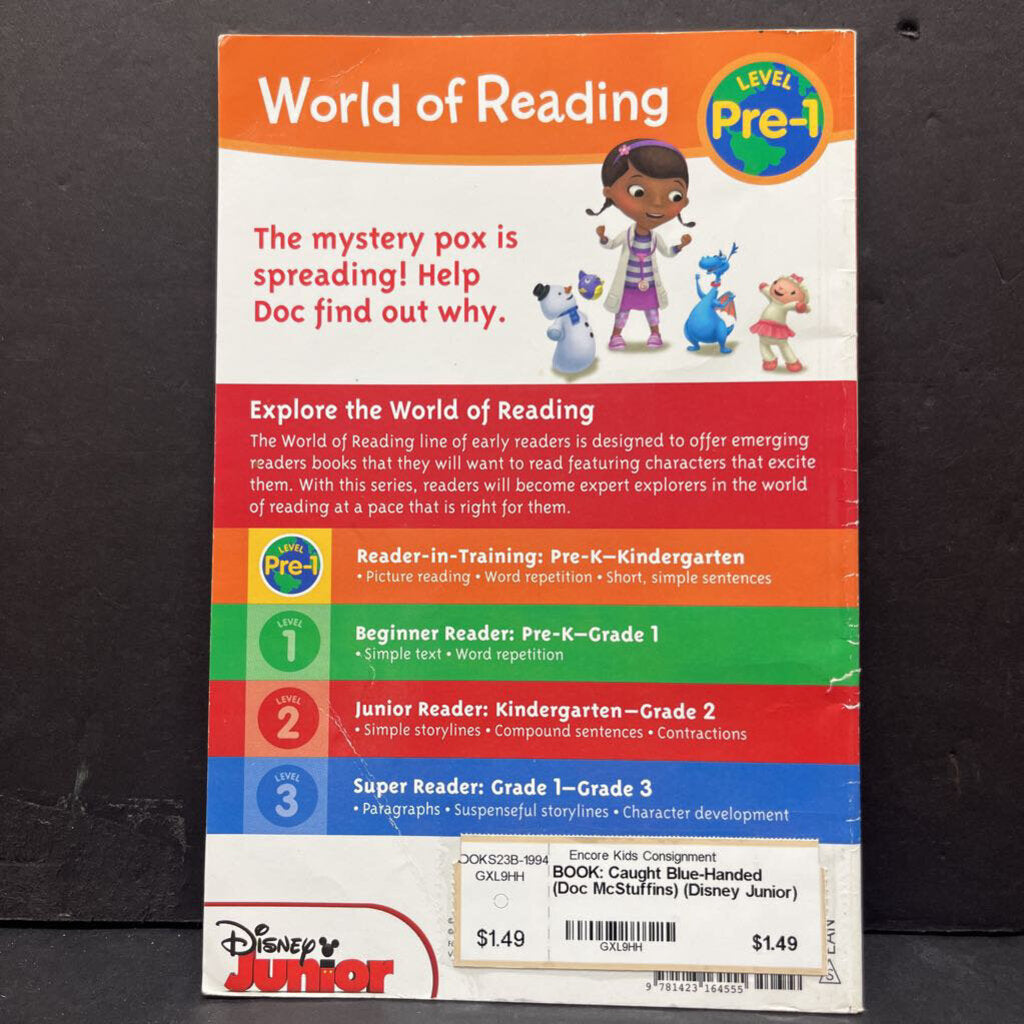 World of Reading
LEVEL
Pre-1
The mystery pox is
spreading! Help
Doc find out why.
Explore the World of Reading
The World of Reading line of early readers is designed to offer emerging
readers books that they will want to read featuring characters that excite
them. With this series, readers will become expert explorers in the world
of reading at a pace that is right for them.
LEVEL
Pre-1
Reader-in-Training: Pre-K—Kindergarten
• Picture reading • Word repetition • Short, simple sentences
LEVEL
1
Beginner Reader: Pre-K—Grade 1
• Simple text • Word repetition
LEVEL
2
Junior Reader: Kindergarten—Grade 2
• Simple storylines • Compound sentences • Contractions
LEVEL
3
Super Reader: Grade 1—Grade 3
• Paragraphs • Suspenseful storylines • Character development
OOKS23B-1994
GXL9HH
$1.49
Encore Kids Consignment
BOOK: Caught Blue-Handed
(Doc McStuffins) (Disney Junior)
GXL9HH
$1.49
EAN
9 781423 164555
Disney
Junior